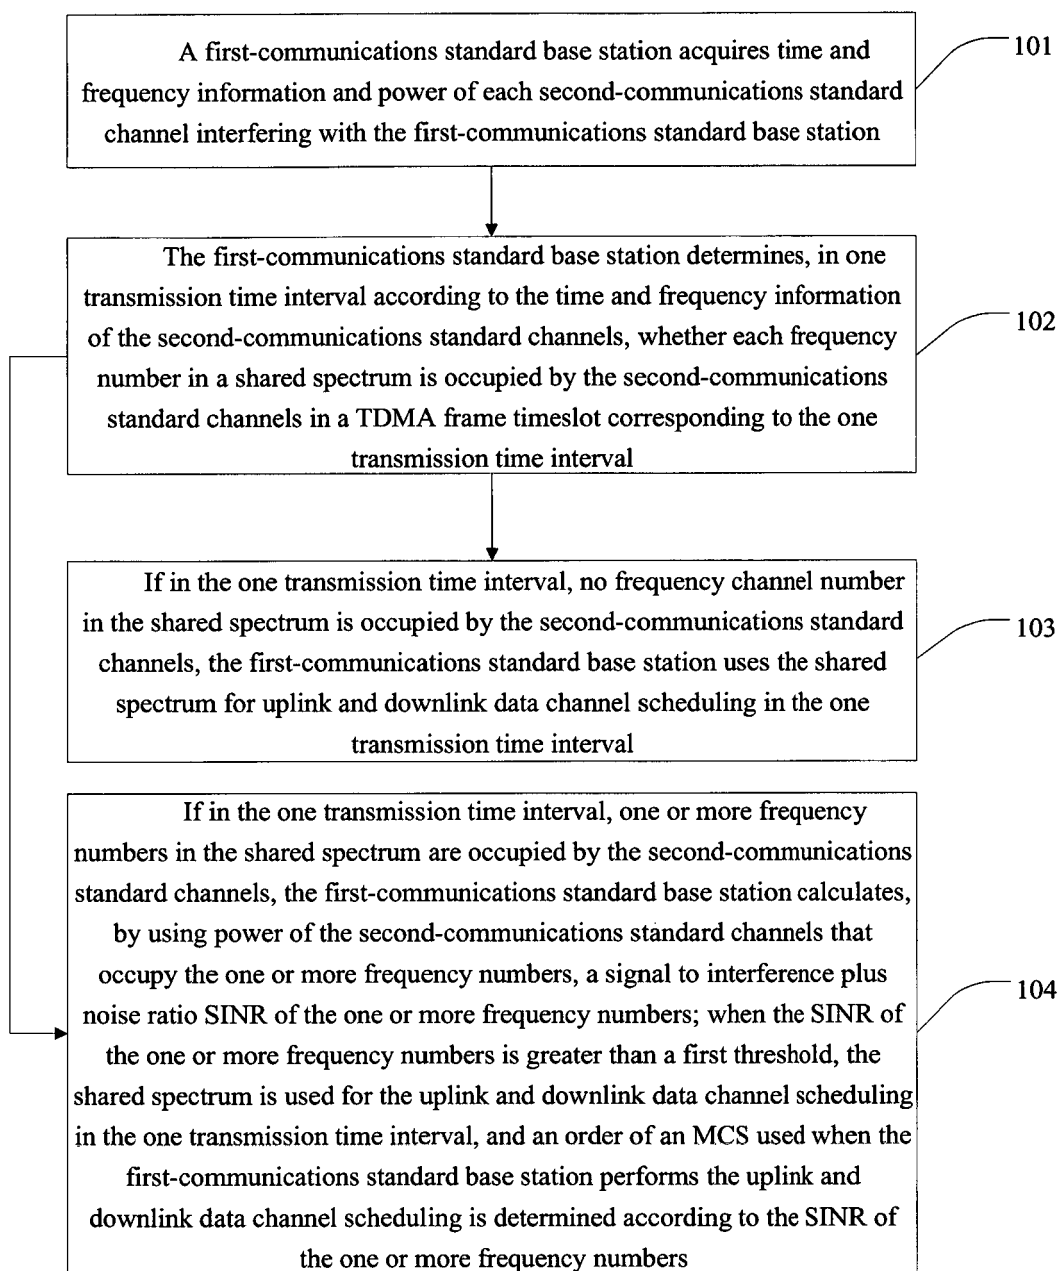 A first-communications standard base station acquires time and
frequency information and power of each second-communications standard
channel interfering with the first-communications standard base station
101
The first-communications standard base station determines, in one
transmission time interval according to the time and frequency information
of the second-communications standard channels, whether each frequency
number in a shared spectrum is occupied by the second-communications
standard channels in a TDMA frame timeslot corresponding to the one
transmission time interval
102
If in the one transmission time interval, no frequency channel number
in the shared spectrum is occupied by the second-communications standard
channels, the first-communications standard base station uses the shared
spectrum for uplink and downlink data channel scheduling in the one
transmission time interval
103
If in the one transmission time interval, one or more frequency
numbers in the shared spectrum are occupied by the second-communications
standard channels, the first-communications standard base station calculates,
by using power of the second-communications standard channels that
occupy the one or more frequency numbers, a signal to interference plus
noise ratio SINR of the one or more frequency numbers; when the SINR of
the one or more frequency numbers is greater than a first threshold, the
shared spectrum is used for the uplink and downlink data channel scheduling
in the one transmission time interval, and an order of an MCS used when the
first-communications standard base station performs the uplink and
downlink data channel scheduling is determined according to the SINR of
the one or more frequency numbers
104